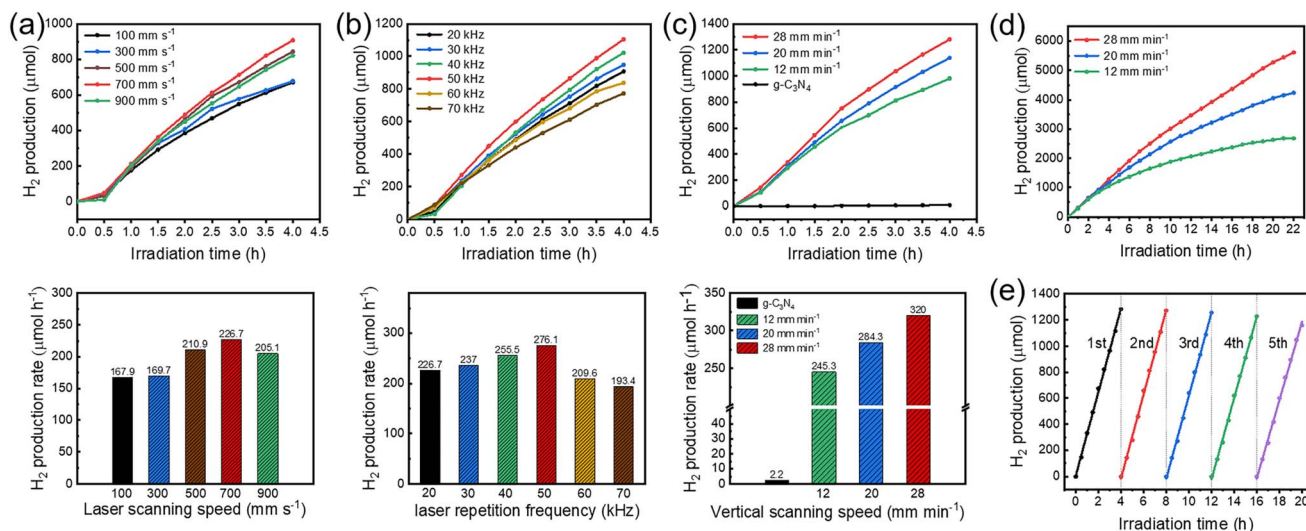 (a)
H₂ production (μmol)
1000
800
600
400
200
0
100 mm s⁻¹
300 mm s⁻¹
500 mm s⁻¹
700 mm s⁻¹
900 mm s⁻¹
0.0 0.5 1.0 1.5 2.0 2.5 3.0 3.5 4.0 4.5
Irradiation time (h)
(b)
H₂ production (μmol)
1200
1000
800
600
400
200
0
20 kHz
30 kHz
40 kHz
50 kHz
60 kHz
70 kHz
0.0 0.5 1.0 1.5 2.0 2.5 3.0 3.5 4.0 4.5
Irradiation time (h)
(c)
H₂ production (μmol)
1400
1200
1000
800
600
400
200
0
28 mm min⁻¹
20 mm min⁻¹
12 mm min⁻¹
g-C₃N₄
0.0 0.5 1.0 1.5 2.0 2.5 3.0 3.5 4.0 4.5
Irradiation time (h)
(d)
H₂ production (μmol)
6000
5000
4000
3000
2000
1000
0
28 mm min⁻¹
20 mm min⁻¹
12 mm min⁻¹
0 2 4 6 8 10 12 14 16 18 20 22
Irradiation time (h)
H₂ production rate (μmol h⁻¹)
300
250
200
150
100
50
0
167.9 169.7 210.9 226.7 205.1
100 300 500 700 900
Laser scanning speed (mm s⁻¹)
H₂ production rate (μmol h⁻¹)
300
200
100
0
226.7 237 255.5 276.1 209.6 193.4
20 30 40 50 60 70
laser repetition frequency (kHz)
H₂ production rate (μmol h⁻¹)
350
300
250
40
35
30
25
20
15
10
5
0
g-C₃N₄
12 mm min⁻¹
20 mm min⁻¹
28 mm min⁻¹
2.2 245.3 284.3 320
12 20 28
Vertical scanning speed (mm min⁻¹)
(e)
H₂ production (μmol)
1400
1200
1000
800
600
400
200
0
1st 2nd 3rd 4th 5th
0 2 4 6 8 10 12 14 16 18 20
Irradiation time (h)